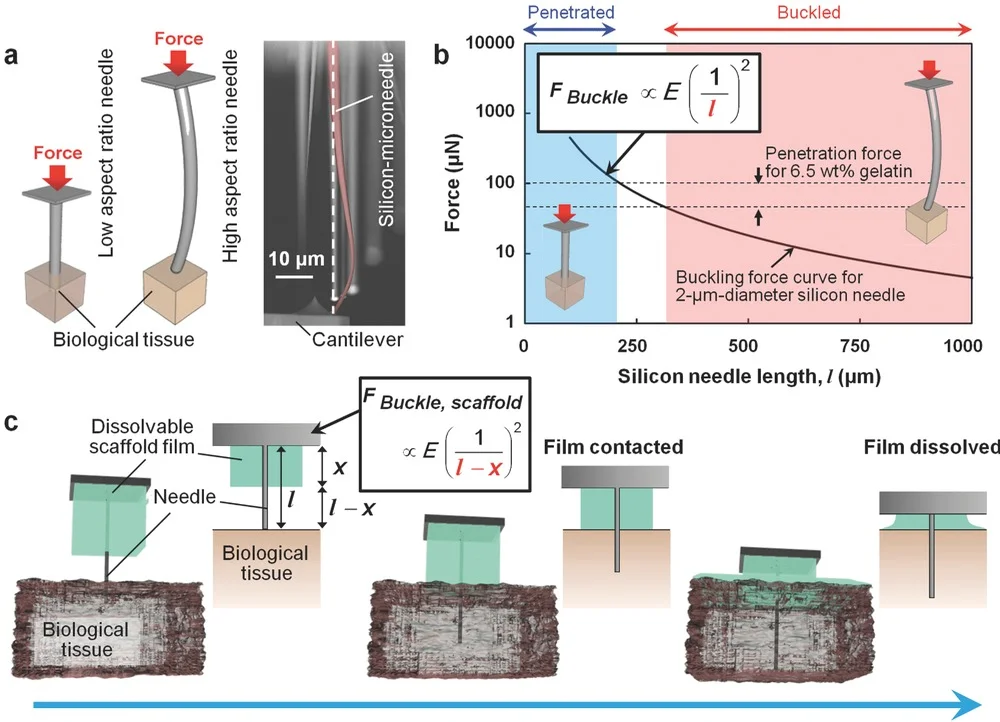 a
Force
Force
Low aspect ratio needle
High aspect ratio needle
Silicon-microneedle
10 μm
Biological tissue
Cantilever
b
Penetrated
Buckled
10000
1000
100
10
1
Force (μN)
F Buckle ∝ E (1/l)²
Penetration force
for 6.5 wt% gelatin
Buckling force curve for
2-μm-diameter silicon needle
0
250
500
750
1000
Silicon needle length, l (μm)
c
Dissolvable
scaffold film
Needle
F Buckle, scaffold
∝ E (1/l – x)²
x
l
l – x
Biological
tissue
Biological
tissue
Film contacted
Film dissolved